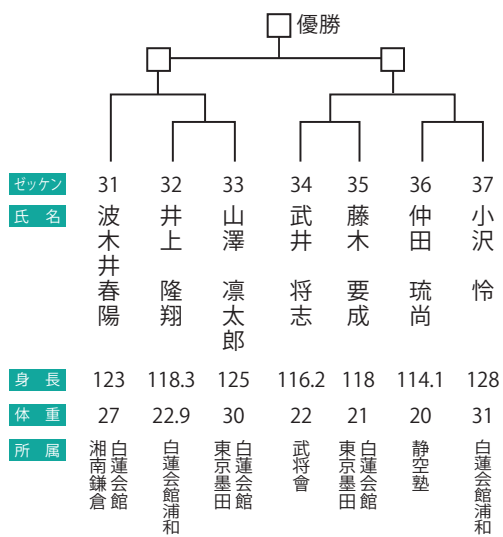 優勝
ゼッケン 31 32 33 34 35 36 37
氏名 波木井春陽 井上 隆翔 山澤 凛太郎 武井 将志 藤木 要成 仲田 琉尚 小沢 怜
身長 123 118.3 125 116.2 118 114.1 128
体重 27 22.9 30 22 21 20 31
所属 白蓮会館湘南鎌倉 白蓮会館浦和 白蓮会館東京墨田 武将會 白蓮会館東京墨田 静空塾 白蓮会館浦和